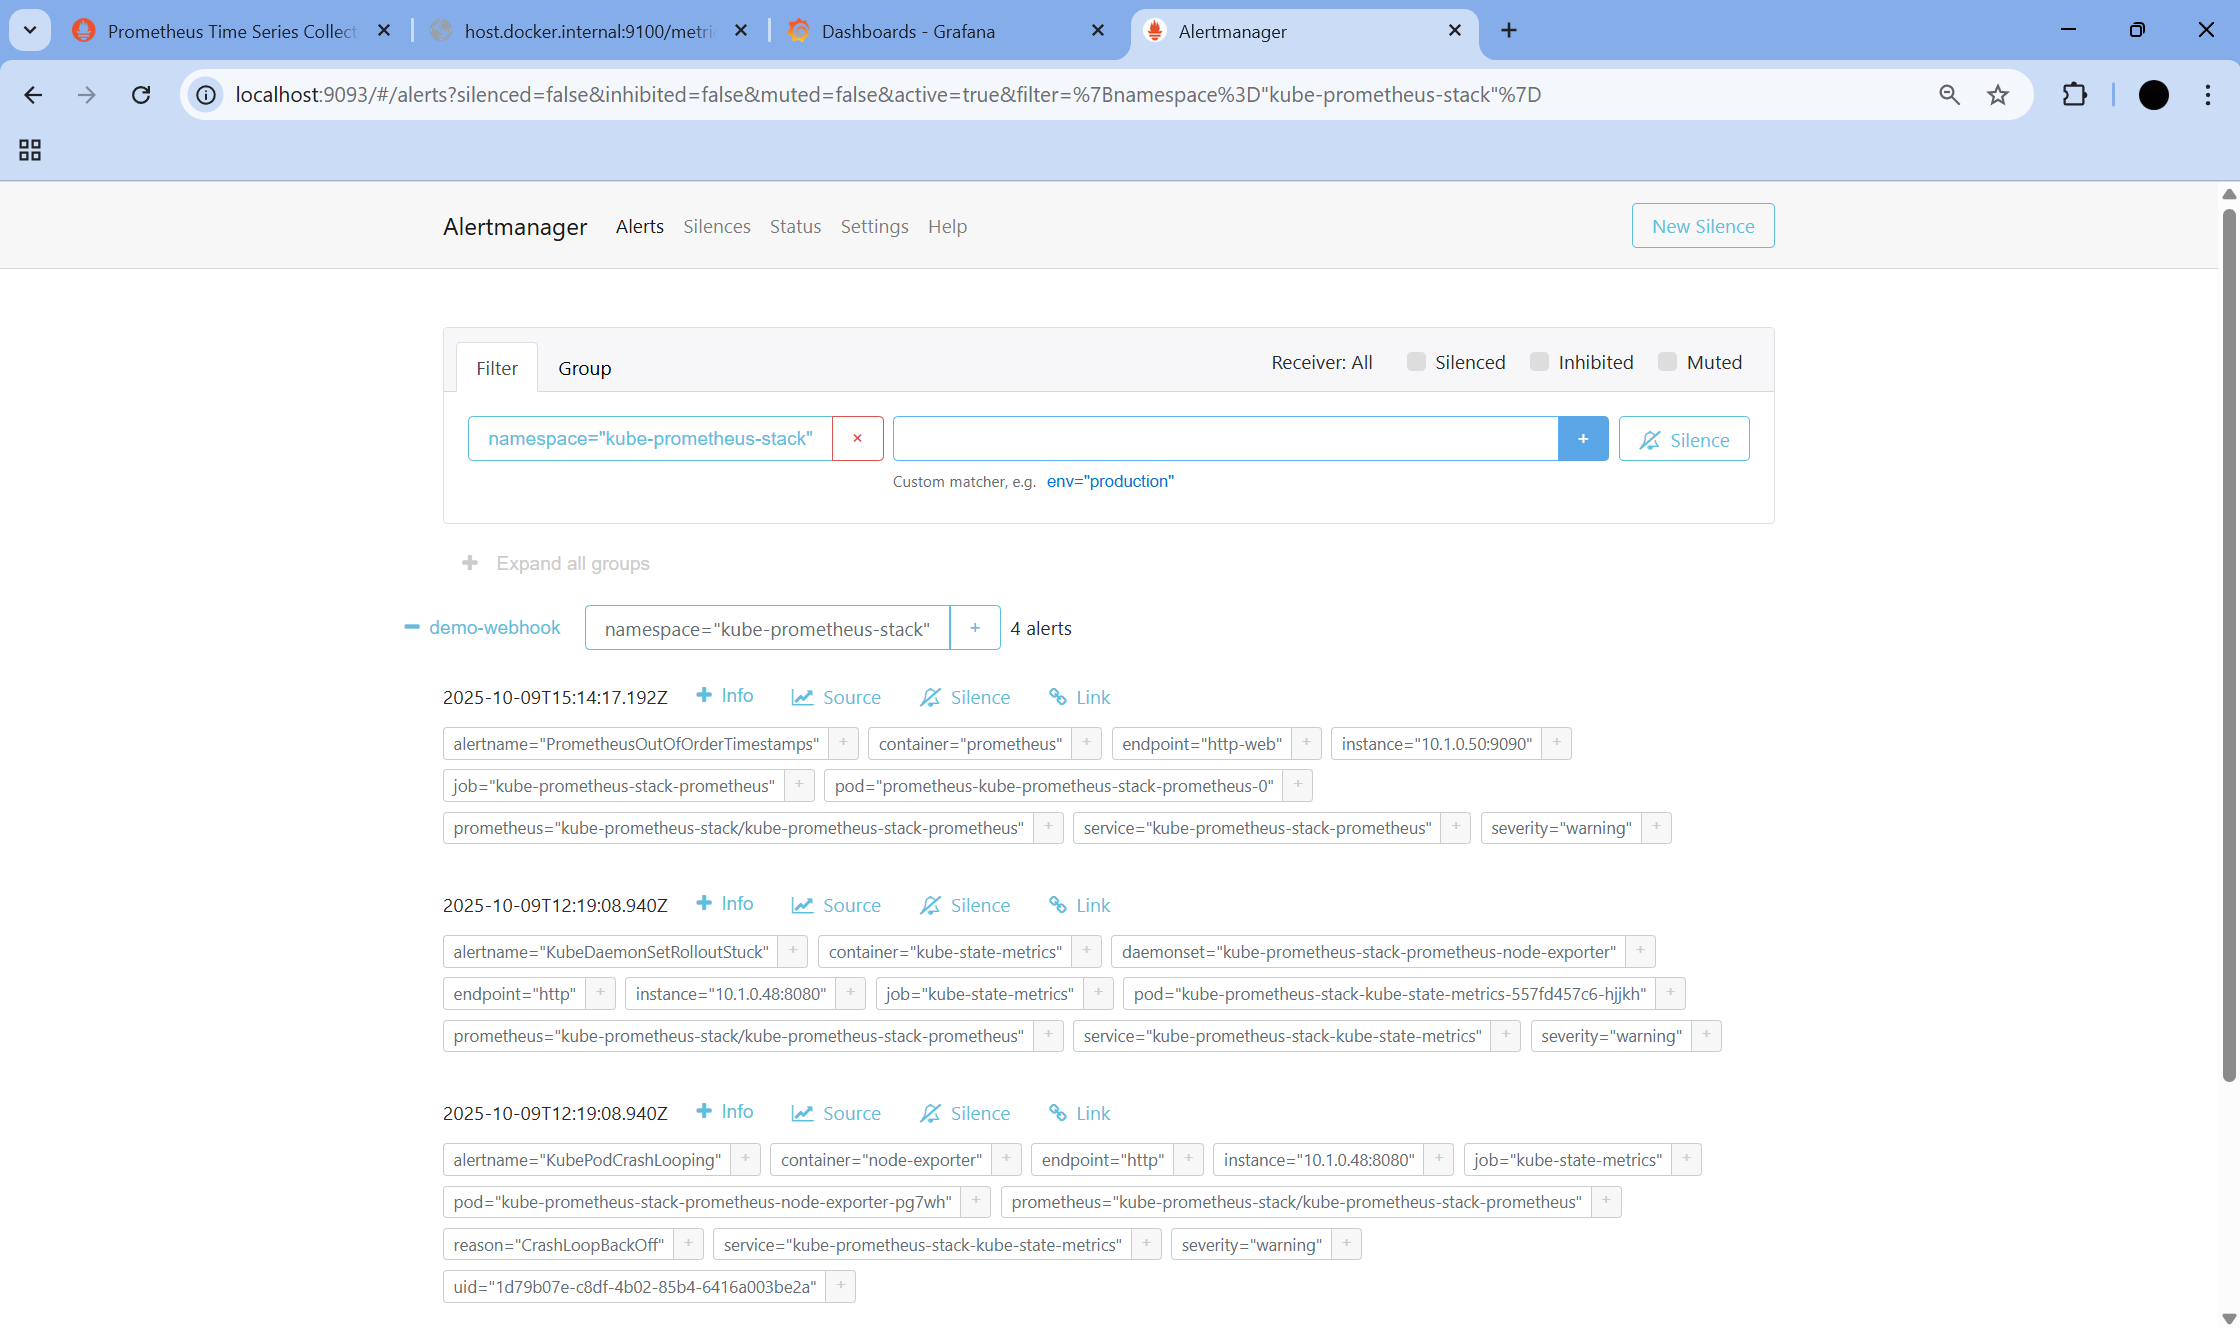 Prometheus Time Series Collect
host.docker.internal:9100/metri
Dashboards - Grafana
Alertmanager
localhost:9093/#/alerts?silenced=false&inhibited=false&muted=false&active=true&filter=%7Bnamespace%3D"kube-prometheus-stack"%7D
Alertmanager Alerts Silences Status Settings Help New Silence
Filter Group Receiver: All Silenced Inhibited Muted
namespace="kube-prometheus-stack" × + Silence
Custom matcher, e.g. env="production"
+ Expand all groups
− demo-webhook namespace="kube-prometheus-stack" + 4 alerts
2025-10-09T15:14:17.192Z + Info Source Silence Link
alertname="PrometheusOutOfOrderTimestamps" + container="prometheus" + endpoint="http-web" + instance="10.1.0.50:9090" +
job="kube-prometheus-stack-prometheus" + pod="prometheus-kube-prometheus-stack-prometheus-0" +
prometheus="kube-prometheus-stack/kube-prometheus-stack-prometheus" + service="kube-prometheus-stack-prometheus" + severity="warning" +
2025-10-09T12:19:08.940Z + Info Source Silence Link
alertname="KubeDaemonSetRolloutStuck" + container="kube-state-metrics" + daemonset="kube-prometheus-stack-prometheus-node-exporter" +
endpoint="http" + instance="10.1.0.48:8080" + job="kube-state-metrics" + pod="kube-prometheus-stack-kube-state-metrics-557fd457c6-hjjkh" +
prometheus="kube-prometheus-stack/kube-prometheus-stack-prometheus" + service="kube-prometheus-stack-kube-state-metrics" + severity="warning" +
2025-10-09T12:19:08.940Z + Info Source Silence Link
alertname="KubePodCrashLooping" + container="node-exporter" + endpoint="http" + instance="10.1.0.48:8080" + job="kube-state-metrics" +
pod="kube-prometheus-stack-prometheus-node-exporter-pg7wh" + prometheus="kube-prometheus-stack/kube-prometheus-stack-prometheus" +
reason="CrashLoopBackOff" + service="kube-prometheus-stack-kube-state-metrics" + severity="warning" +
uid="1d79b07e-c8df-4b02-85b4-6416a003be2a" +